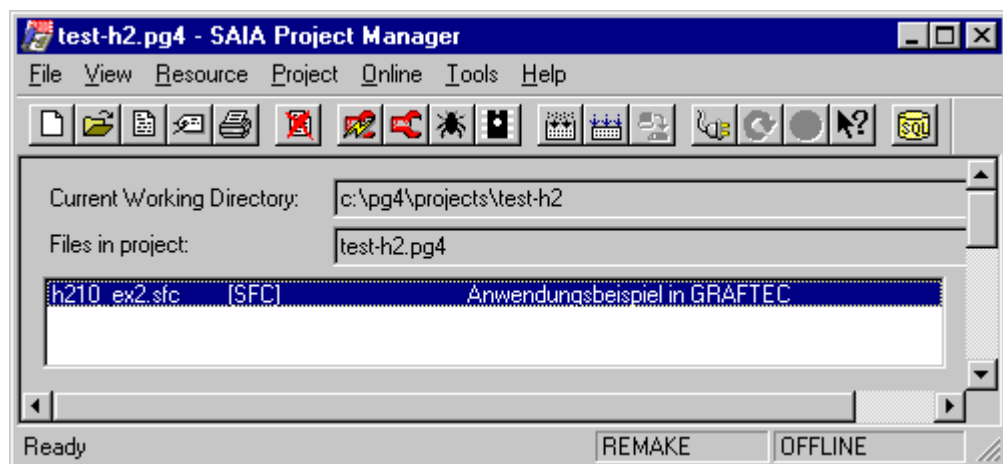 test-h2.pg4 - SAIA Project Manager
File View Resource Project Online Tools Help
SQL
Current Working Directory: c:\pg4\projects\test-h2
Files in project: test-h2.pg4
h210_ex2.sfc [SFC] Anwendungsbeispiel in GRAFTEC
Ready REMAKE OFFLINE